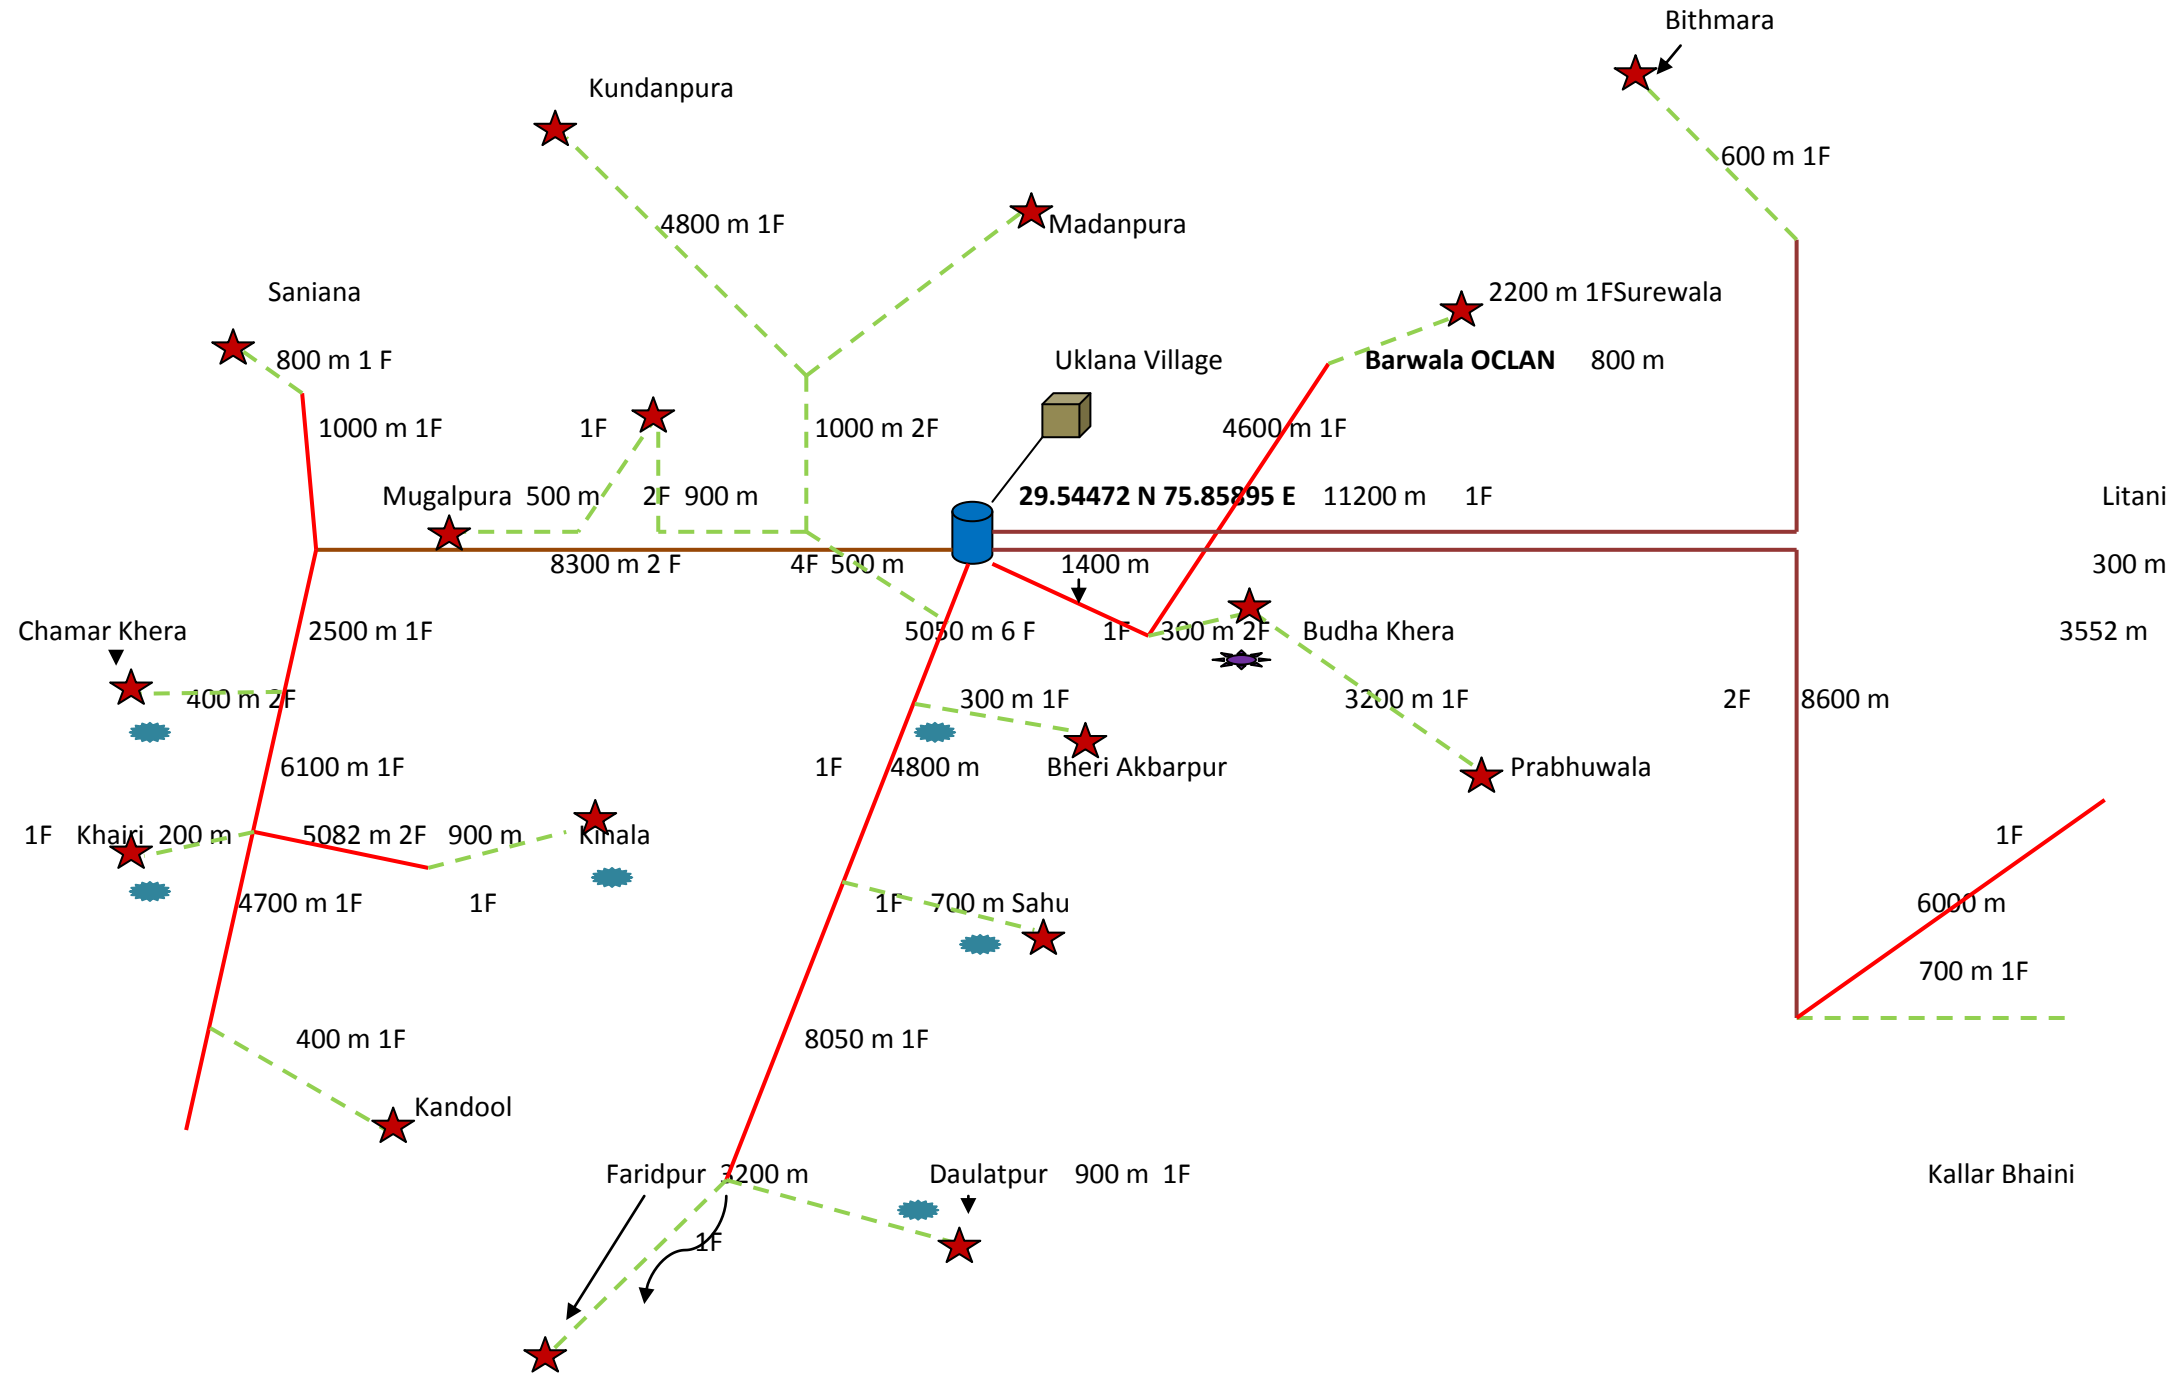 Bithmara
Kundanpura
600 m 1F
4800 m 1F
Madanpura
Saniana
2200 m 1FSurewala
800 m 1 F
Uklana Village
Barwala OCLAN 800 m
1000 m 1F
1F
1000 m 2F
4600 m 1F
Mugalpura 500 m 2F 900 m
29.54472 N 75.85895 E 11200 m 1F
Litani
8300 m 2 F
4F 500 m
1400 m
300 m
Chamar Khera
2500 m 1F
5050 m 6 F
1F 300 m 2F Budha Khera
3552 m
400 m 2F
300 m 1F
3200 m 1F
2F 8600 m
6100 m 1F
1F 4800 m
Bheri Akbarpur
Prabhuwala
1F Khairi 200 m
5082 m 2F 900 m
Kinala
1F
4700 m 1F
1F
1F 700 m Sahu
6000 m
700 m 1F
400 m 1F
8050 m 1F
Kandool
Faridpur 3200 m
Daulatpur 900 m 1F
Kallar Bhaini
1F